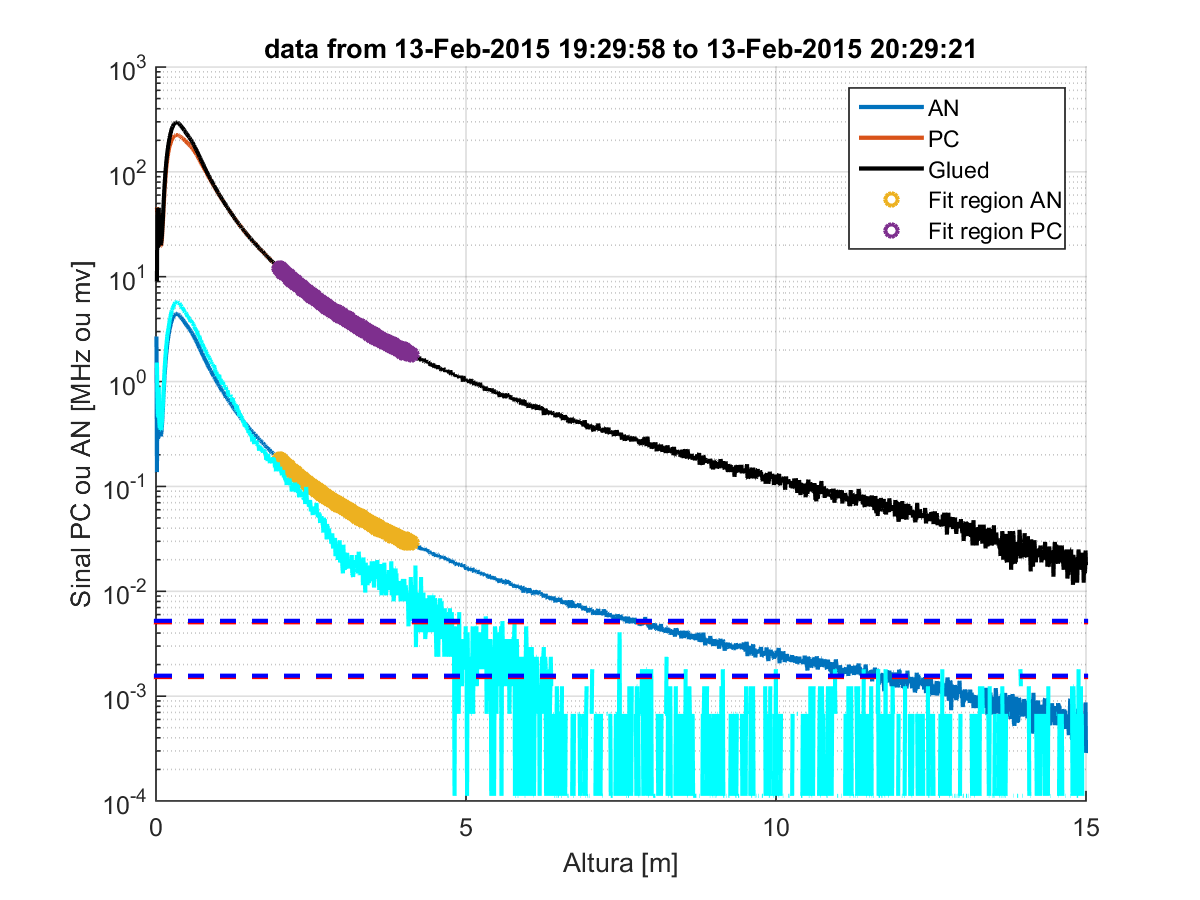 data from 13-Feb-2015 19:29:58 to 13-Feb-2015 20:29:21
Sinal PC ou AN [MHz ou mv]
10^3
10^2
10^1
10^0
10^-1
10^-2
10^-3
10^-4
AN
PC
Glued
Fit region AN
Fit region PC
0 5 10 15
Altura [m]